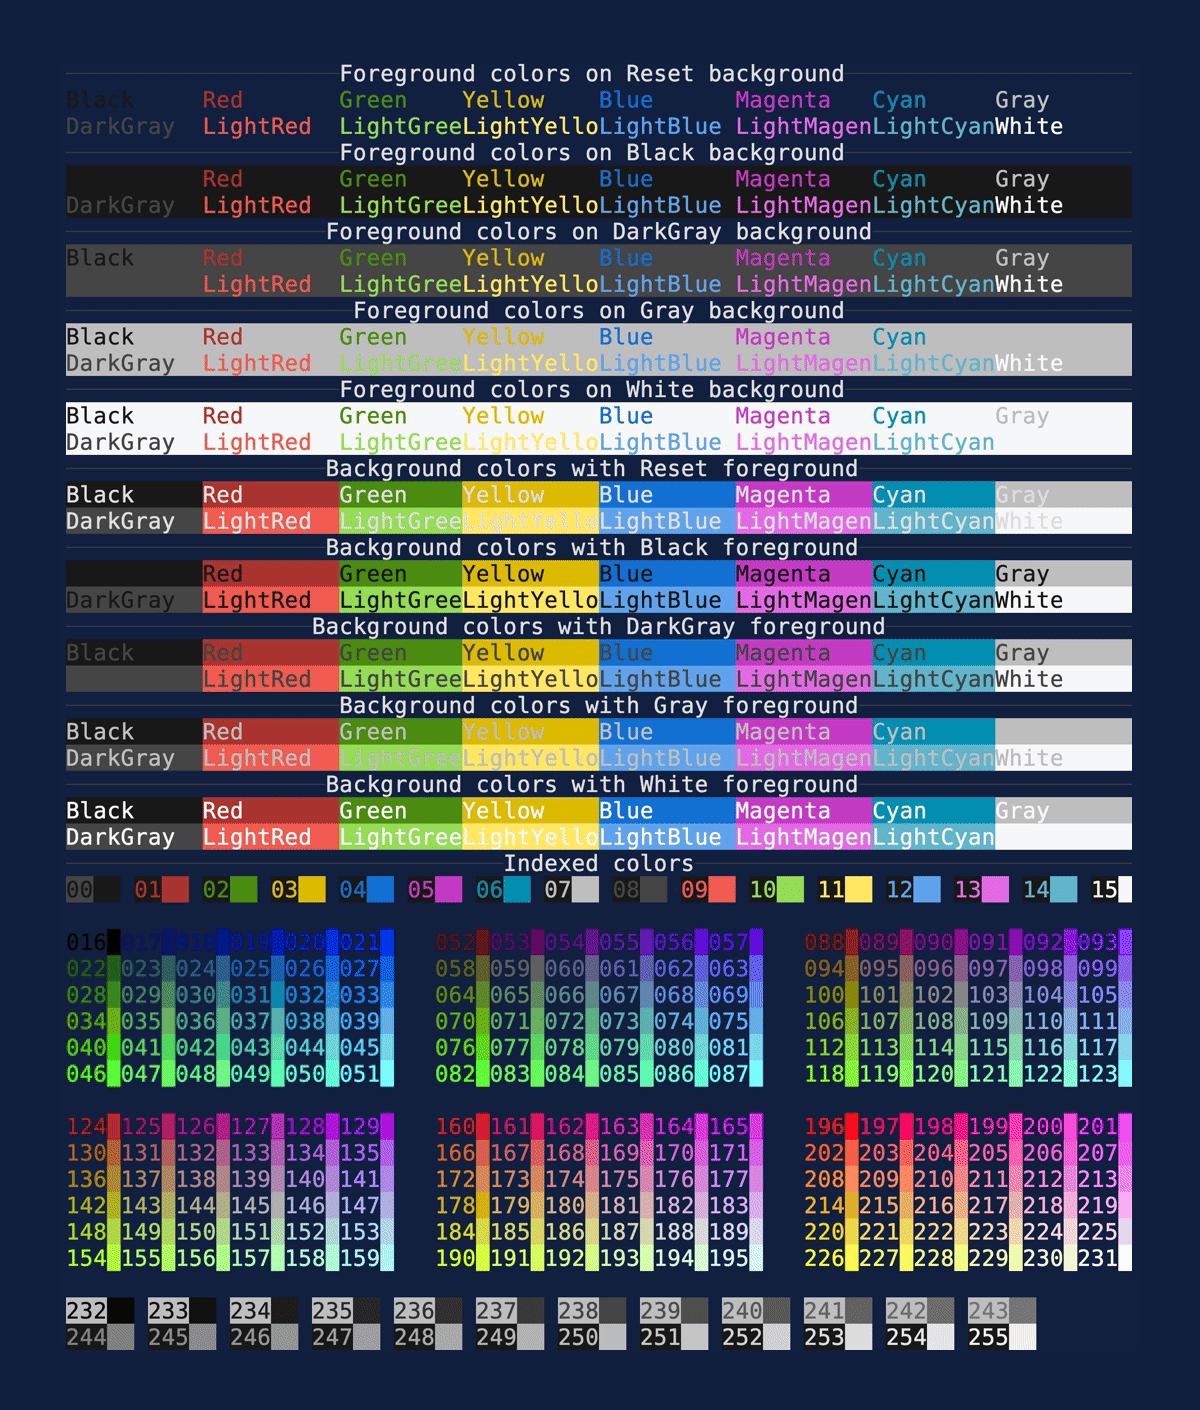 Foreground colors on Reset background
Black Red Green Yellow Blue Magenta Cyan Gray
DarkGray LightRed LightGreeLightYelloLightBlue LightMagenLightCyanWhite
Foreground colors on Black background
Red Green Yellow Blue Magenta Cyan Gray
DarkGray LightRed LightGreeLightYelloLightBlue LightMagenLightCyanWhite
Foreground colors on DarkGray background
Black Red Green Yellow Blue Magenta Cyan Gray
LightRed LightGreeLightYelloLightBlue LightMagenLightCyanWhite
Foreground colors on Gray background
Black Red Green Yellow Blue Magenta Cyan
DarkGray LightRed LightGreeLightYelloLightBlue LightMagenLightCyanWhite
Foreground colors on White background
Black Red Green Yellow Blue Magenta Cyan Gray
DarkGray LightRed LightGreeLightYelloLightBlue LightMagenLightCyan
Background colors with Reset foreground
Black Red Green Yellow Blue Magenta Cyan Gray
DarkGray LightRed LightGreeLightYelloLightBlue LightMagenLightCyanWhite
Background colors with Black foreground
Red Green Yellow Blue Magenta Cyan Gray
DarkGray LightRed LightGreeLightYelloLightBlue LightMagenLightCyanWhite
Background colors with DarkGray foreground
Black Red Green Yellow Blue Magenta Cyan Gray
LightRed LightGreeLightYelloLightBlue LightMagenLightCyanWhite
Background colors with Gray foreground
Black Red Green Yellow Blue Magenta Cyan
DarkGray LightRed LightGreeLightYelloLightBlue LightMagenLightCyanWhite
Background colors with White foreground
Black Red Green Yellow Blue Magenta Cyan Gray
DarkGray LightRed LightGreeLightYelloLightBlue LightMagenLightCyan
Indexed colors
00 01 02 03 04 05 06 07 08 09 10 11 12 13 14 15
016 017 018 019 020 021 052 053 054 055 056 057 088 089 090 091 092 093
022 023 024 025 026 027 058 059 060 061 062 063 094 095 096 097 098 099
028 029 030 031 032 033 064 065 066 067 068 069 100 101 102 103 104 105
034 035 036 037 038 039 070 071 072 073 074 075 106 107 108 109 110 111
040 041 042 043 044 045 076 077 078 079 080 081 112 113 114 115 116 117
046 047 048 049 050 051 082 083 084 085 086 087 118 119 120 121 122 123
124 125 126 127 128 129 160 161 162 163 164 165 196 197 198 199 200 201
130 131 132 133 134 135 166 167 168 169 170 171 202 203 204 205 206 207
136 137 138 139 140 141 172 173 174 175 176 177 208 209 210 211 212 213
142 143 144 145 146 147 178 179 180 181 182 183 214 215 216 217 218 219
148 149 150 151 152 153 184 185 186 187 188 189 220 221 222 223 224 225
154 155 156 157 158 159 190 191 192 193 194 195 226 227 228 229 230 231
232 233 234 235 236 237 238 239 240 241 242 243
244 245 246 247 248 249 250 251 252 253 254 255